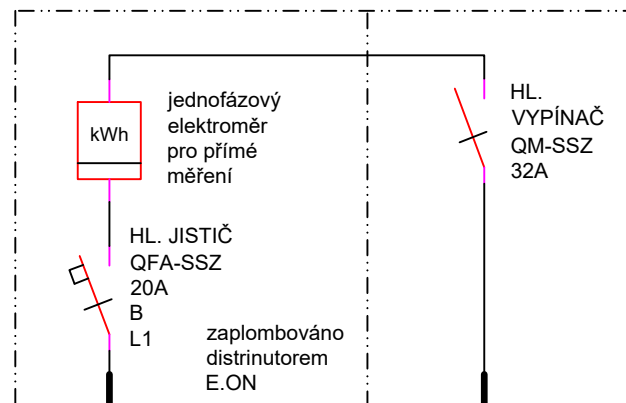 jednofázový
elektroměr
pro přímé
měření
kWh
HL.
VYPÍNAČ
QM-SSZ
32A
HL. JISTIČ
QFA-SSZ
20A
B
L1
zaplombováno
distrinutorem
E.ON